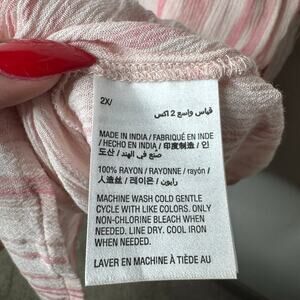 2X/
قياس واسع 2 اكس
MADE IN INDIA / FABRIQUÉ EN INDE
/ HECHO EN INDIA / 印度制造 / 인
도산 / صنع في الهند
100% RAYON / RAYONNE / rayón /
人造丝 / 레이온 / رايون
MACHINE WASH COLD GENTLE
CYCLE WITH LIKE COLORS. ONLY
NON-CHLORINE BLEACH WHEN
NEEDED. LINE DRY. COOL IRON
WHEN NEEDED.
LAVER EN MACHINE À TIÈDE AU